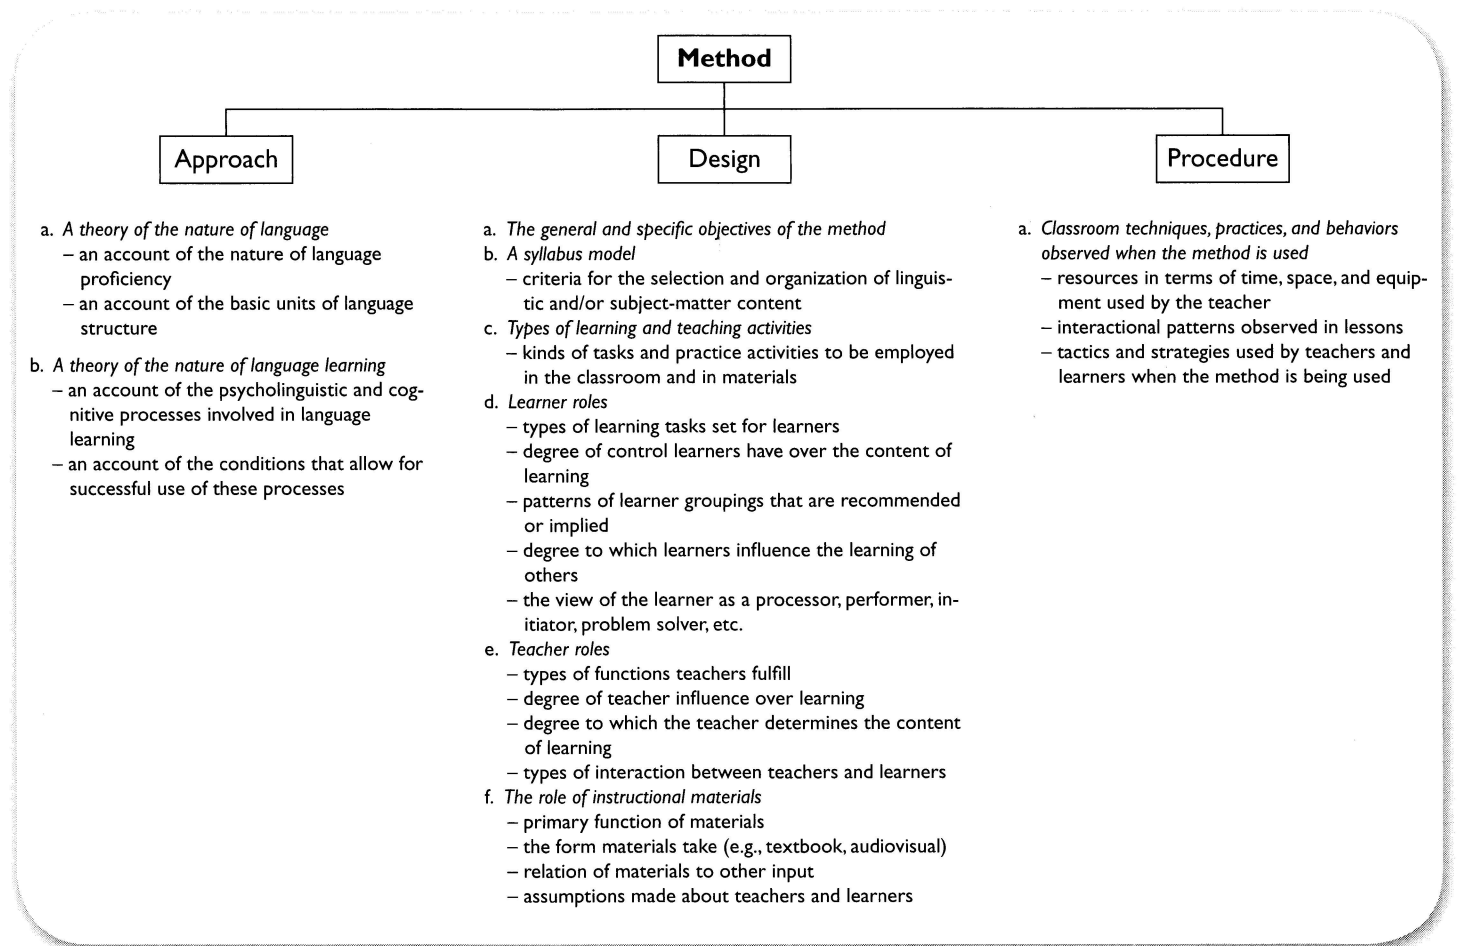 Method
Approach
Design
Procedure
a. A theory of the nature of language
– an account of the nature of language
proficiency
– an account of the basic units of language
structure
b. A theory of the nature of language learning
– an account of the psycholinguistic and cog-
nitive processes involved in language
learning
– an account of the conditions that allow for
successful use of these processes
a. The general and specific objectives of the method
b. A syllabus model
– criteria for the selection and organization of linguis-
tic and/or subject-matter content
c. Types of learning and teaching activities
– kinds of tasks and practice activities to be employed
in the classroom and in materials
d. Learner roles
– types of learning tasks set for learners
– degree of control learners have over the content of
learning
– patterns of learner groupings that are recommended
or implied
– degree to which learners influence the learning of
others
– the view of the learner as a processor, performer, in-
itiator, problem solver, etc.
e. Teacher roles
– types of functions teachers fulfill
– degree of teacher influence over learning
– degree to which the teacher determines the content
of learning
– types of interaction between teachers and learners
f. The role of instructional materials
– primary function of materials
– the form materials take (e.g., textbook, audiovisual)
– relation of materials to other input
– assumptions made about teachers and learners
a. Classroom techniques, practices, and behaviors
observed when the method is used
– resources in terms of time, space, and equip-
ment used by the teacher
– interactional patterns observed in lessons
– tactics and strategies used by teachers and
learners when the method is being used